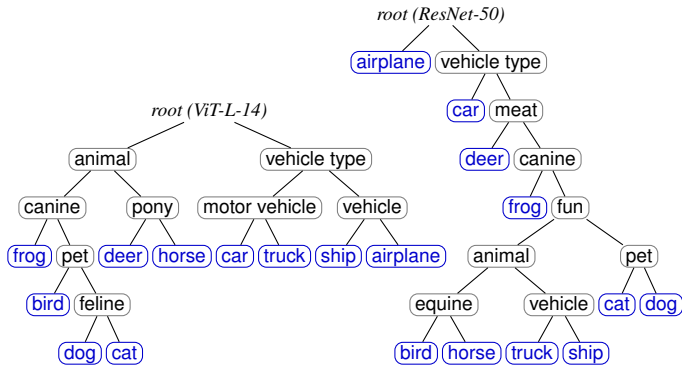 root (ResNet-50)
airplane vehicle type
car meat
root (ViT-L-14)
animal vehicle type deer canine
canine pony motor vehicle vehicle frog fun
frog pet deer horse car truck ship airplane animal pet
bird feline equine vehicle cat dog
dog cat bird horse truck ship